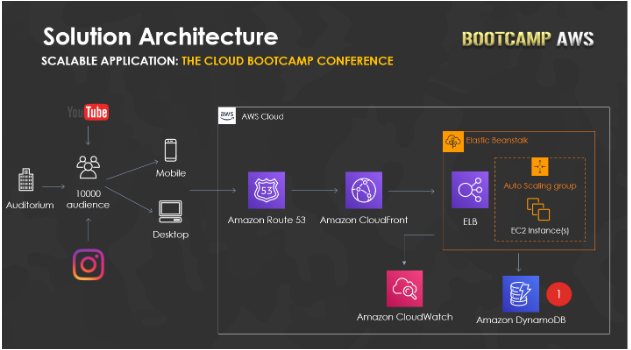 Solution Architecture
BOOTCAMP AWS
SCALABLE APPLICATION: THE CLOUD BOOTCAMP CONFERENCE
YouTube
aws
AWS Cloud
Elastic Beanstalk
Mobile
Auto Scaling group
53
Auditorium
10000
audience
Amazon Route 53
Amazon CloudFront
ELB
EC2 Instance(s)
Desktop
1
Amazon CloudWatch
Amazon DynamoDB